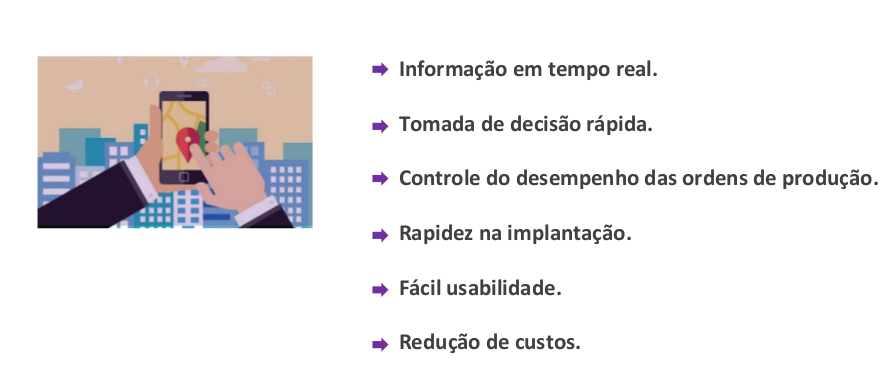 Informação em tempo real.
Tomada de decisão rápida.
Controle do desempenho das ordens de produção.
Rapidez na implantação.
Fácil usabilidade.
Redução de custos.